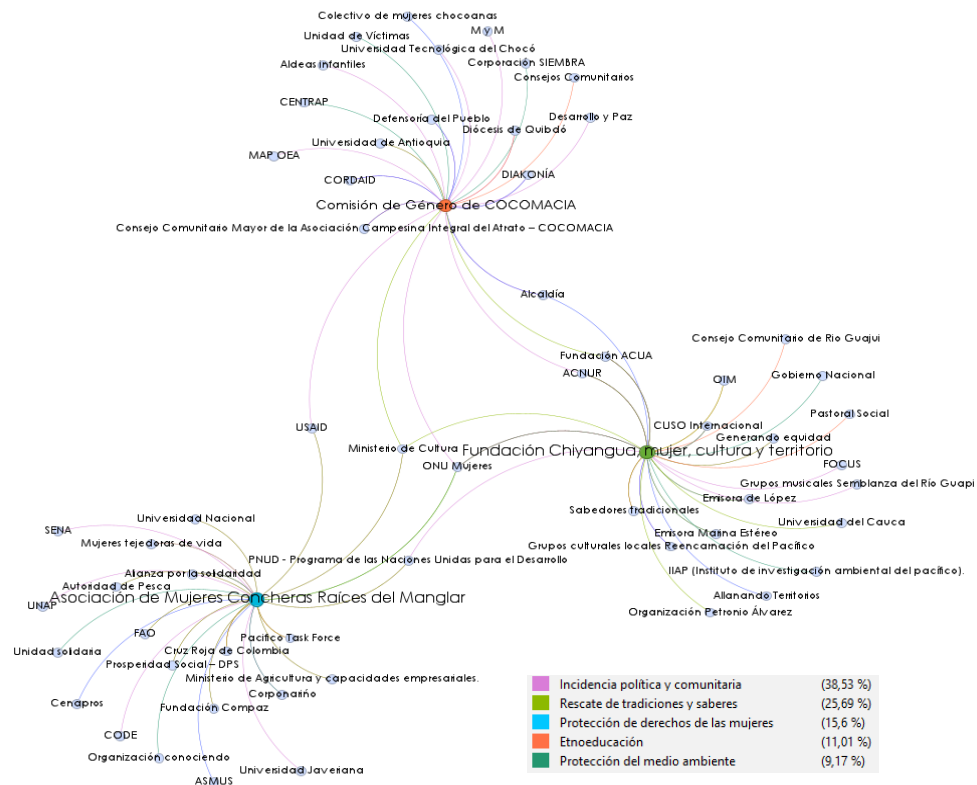 Colectivo de mujeres chocoanas
M y M
Unidad de Víctimas
Universidad Tecnológica del Chocó
Aldeas infantiles
Corporación SIEMBRA
Consejos Comunitarios
CENTRAP
Defensoría del Pueblo
Desarrollo y Paz
Diócesis de Quibdó
Universidad de Antioquia
MAP OEA
CORDAID
DIAKONÍA
Comisión de Género de COCOMACIA
Consejo Comunitario Mayor de la Asociación Campesina Integral del Atrato – COCOMACIA
Alcaldía
Consejo Comunitario de Rio Guajui
Fundación ACUA
ACNUR
OIM
Gobierno Nacional
Pastoral Social
USAID
CUSO Internacional
Generando equidad
Ministerio de Cultura
Fundación Chiyangua, mujer, cultura y territorio
ONU Mujeres
FOCUS
Grupos musicales Semblanza del Río Guapi
Emisora de López
Sabedores tradicionales
Universidad del Cauca
Universidad Nacional
SENA
Emisora Marina Estéreo
Mujeres tejedoras de vida
Grupos culturales locales Reencarnación del Pacífico
PNUD - Programa de las Naciones Unidas para el Desarrollo
IIAP (Instituto de investigación ambiental del pacífico).
Alianza por la solidaridad
Autoridad de Pesca
Asociación de Mujeres Concheras Raíces del Manglar
Allanando Territorios
UNAP
Organización Petronio Álvarez
FAO
Pacifico Task Force
Unidad solidaria
Cruz Roja de Colombia
Prosperidad Social – DPS
Ministerio de Agricultura y capacidades empresariales.
Corponariño
Cenapros
Fundación Compaz
CODE
Organización conociendo
Universidad Javeriana
ASMUS
Incidencia política y comunitaria (38,53 %)
Rescate de tradiciones y saberes (25,69 %)
Protección de derechos de las mujeres (15,6 %)
Etnoeducación (11,01 %)
Protección del medio ambiente (9,17 %)